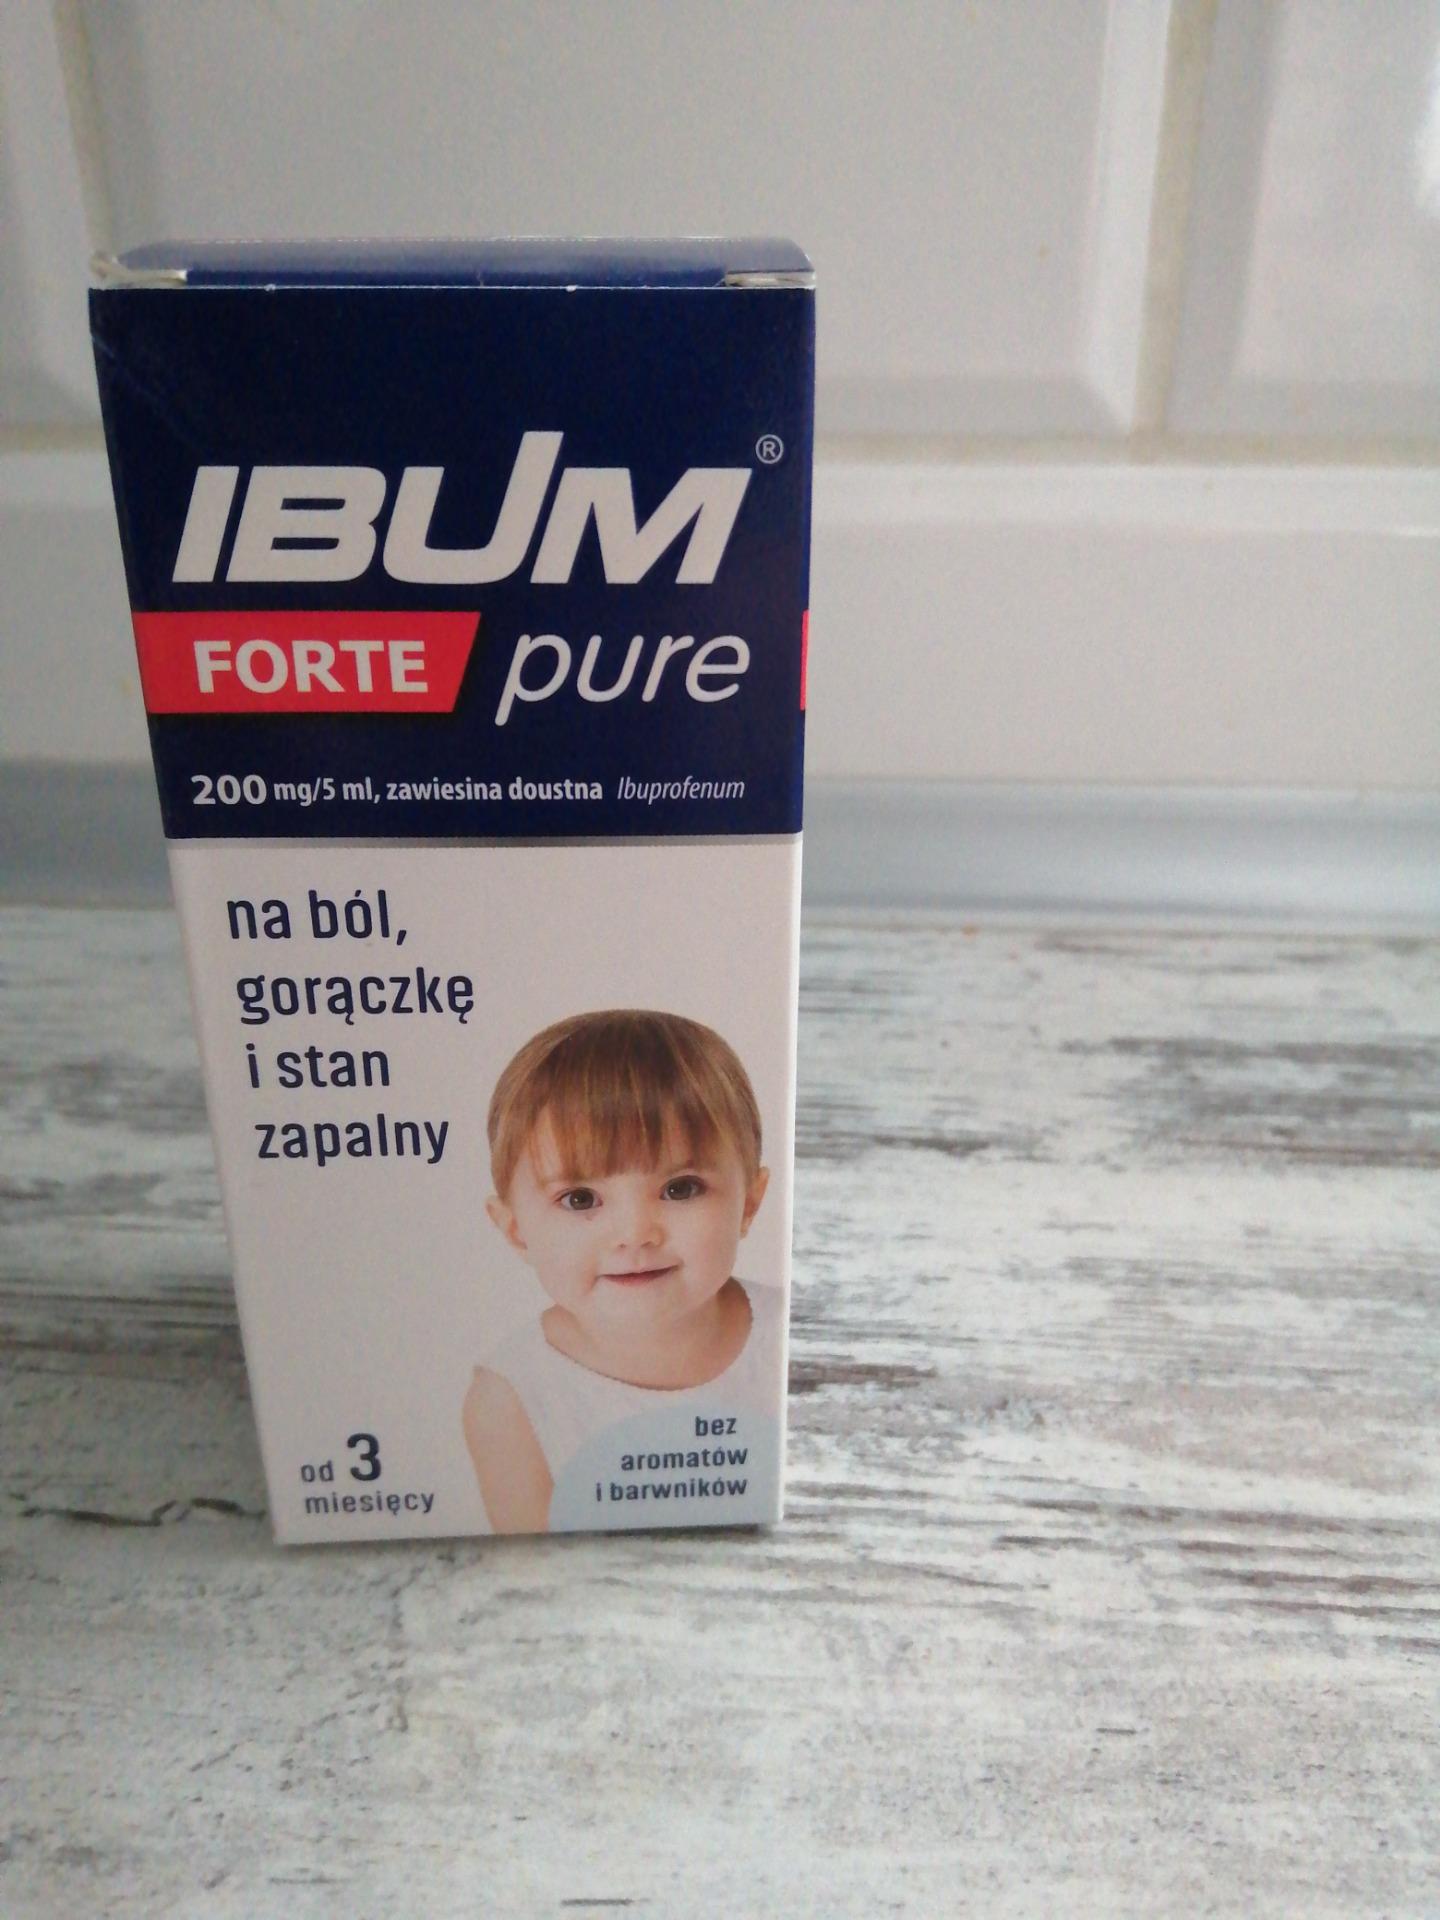 IBUM®
FORTE pure
200 mg/5 ml, zawiesina doustna Ibuprofenum
na ból,
gorączkę
i stan
zapalny
od 3
miesięcy
bez
aromatów
i barwników